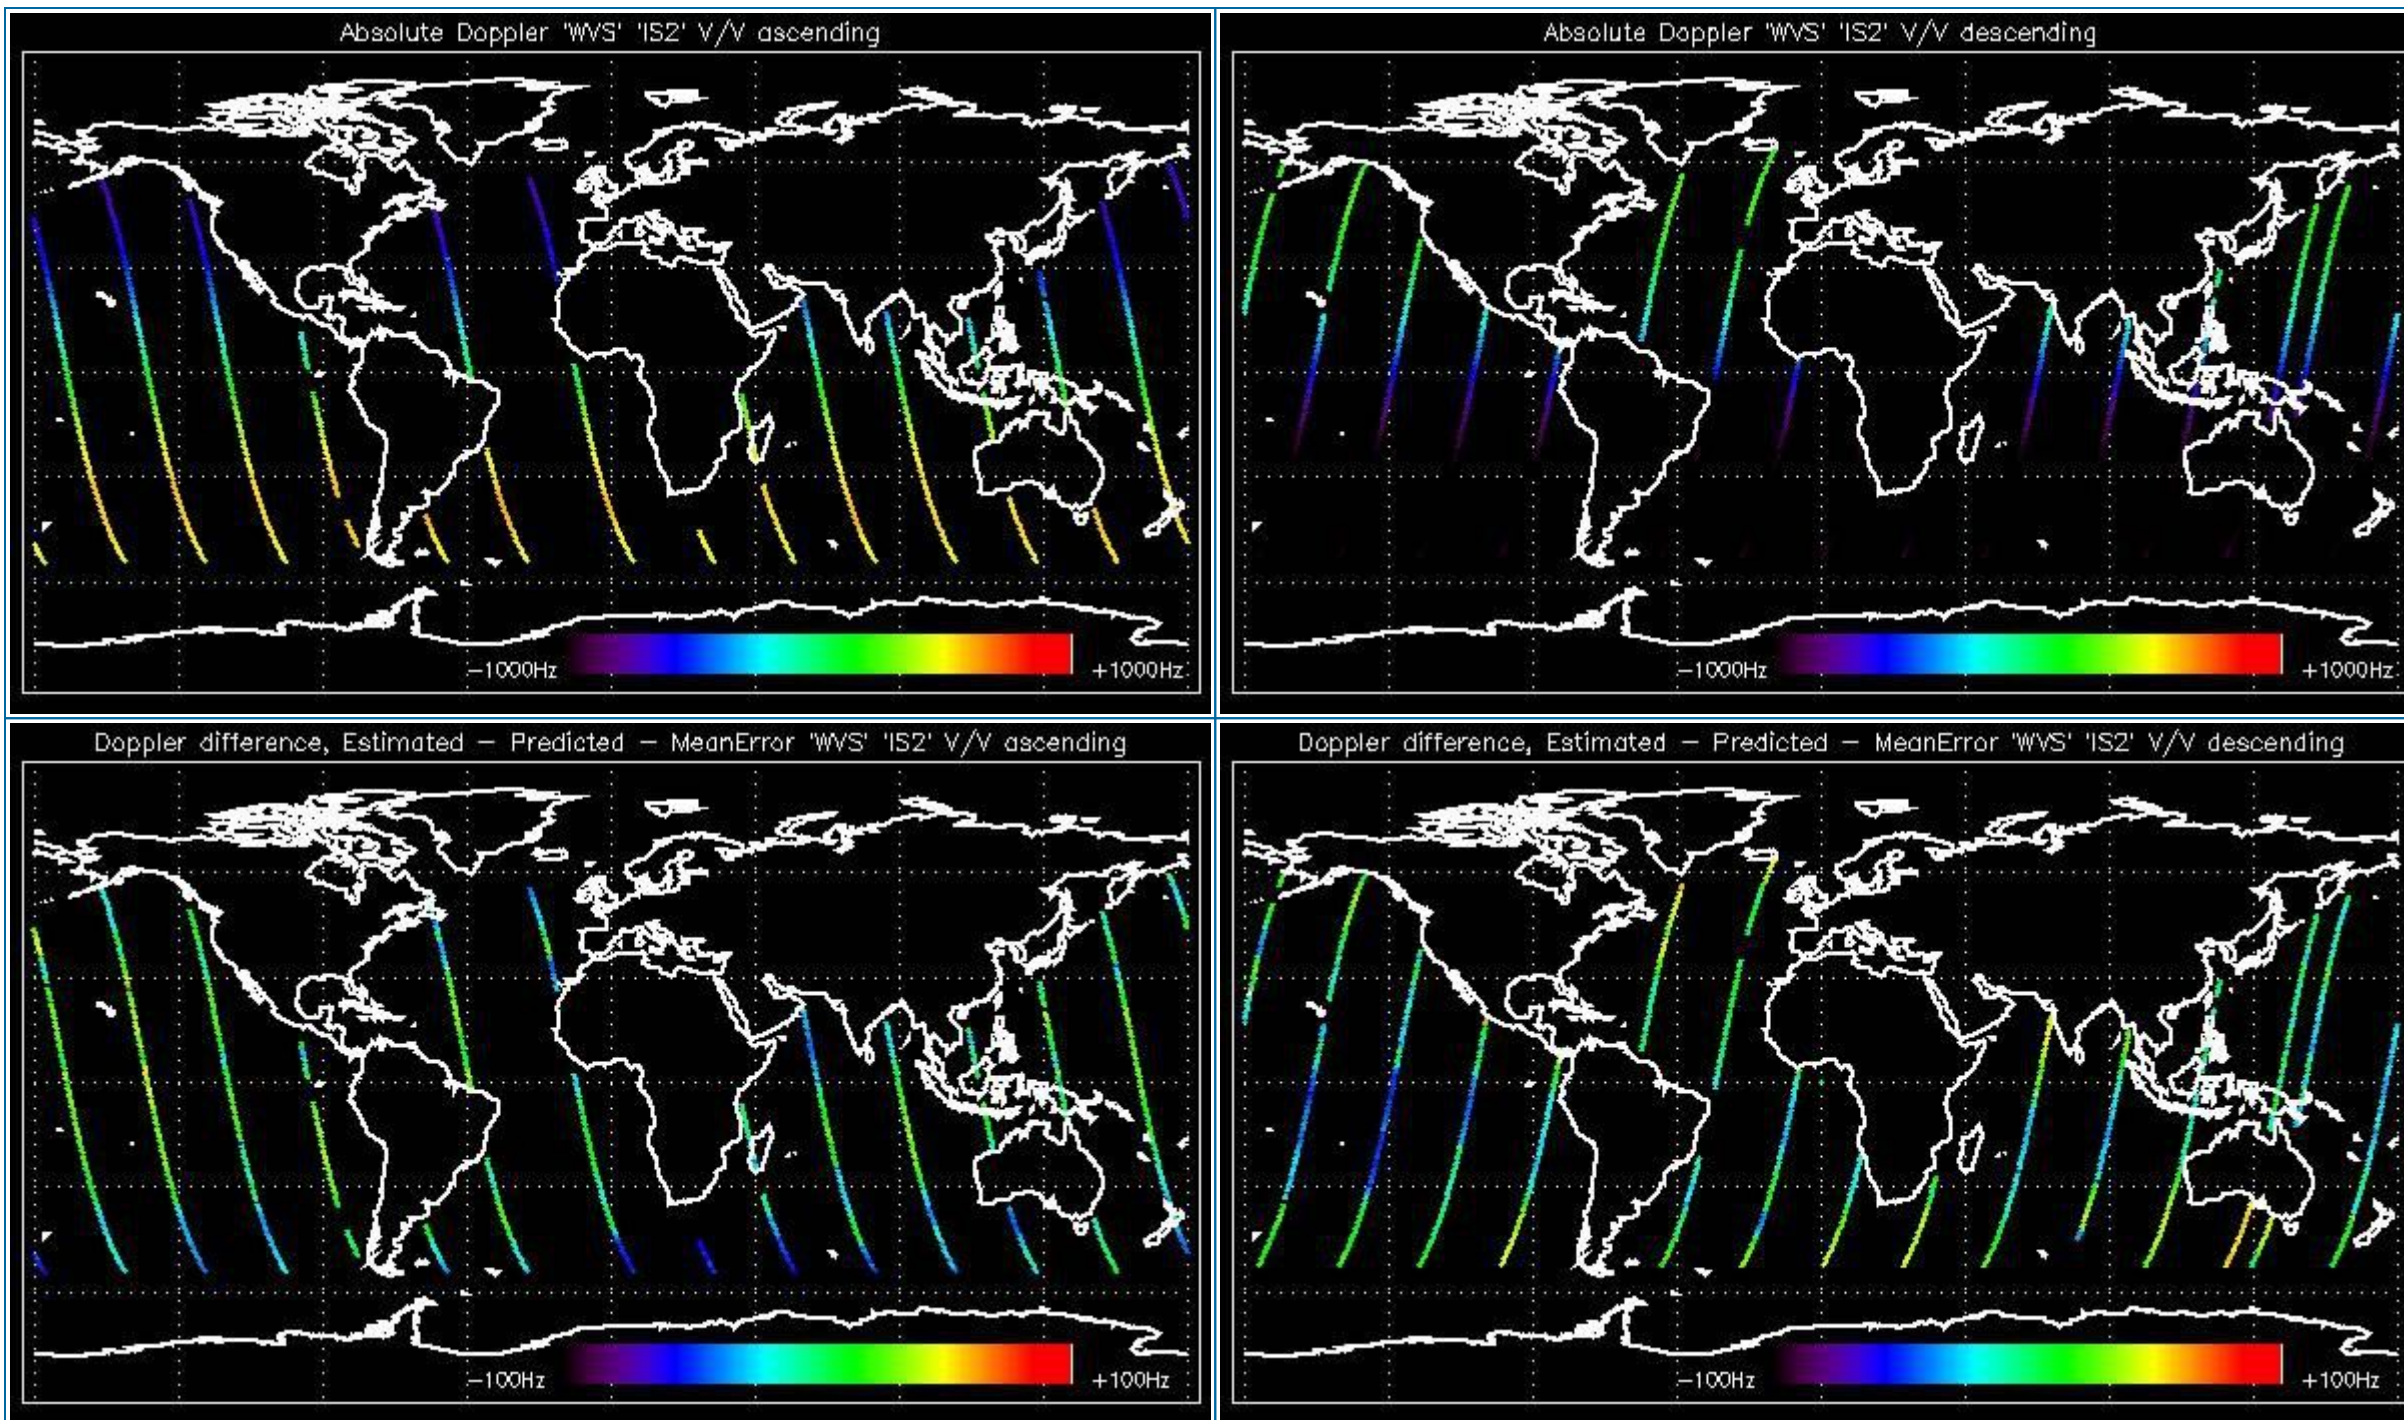 Absolute Doppler 'WVS' 'IS2' V/V ascending
−1000Hz
+1000Hz
Absolute Doppler 'WVS' 'IS2' V/V descending
−1000Hz
+1000Hz
Doppler difference, Estimated − Predicted − MeanError 'WVS' 'IS2' V/V ascending
−100Hz
+100Hz
Doppler difference, Estimated − Predicted − MeanError 'WVS' 'IS2' V/V descending
−100Hz
+100Hz